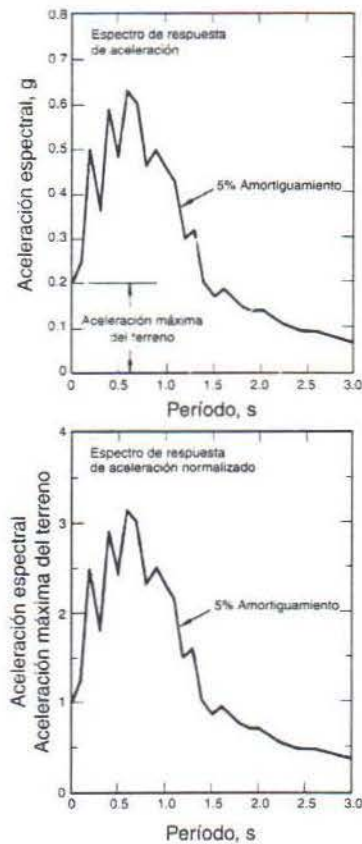 Espectro de respuesta
de aceleración
0.8
0.7
0.6
0.5
0.4
0.3
0.2
0.1
0
Aceleración espectral, g
5% Amortiguamiento
Aceleración máxima
del terreno
0 0.5 1.0 1.5 2.0 2.5 3.0
Período, s
Espectro de respuesta
de aceleración normalizado
4
3
2
1
0
Aceleración espectral
Aceleración máxima del terreno
5% Amortiguamiento
0 0.5 1.0 1.5 2.0 2.5 3.0
Período, s